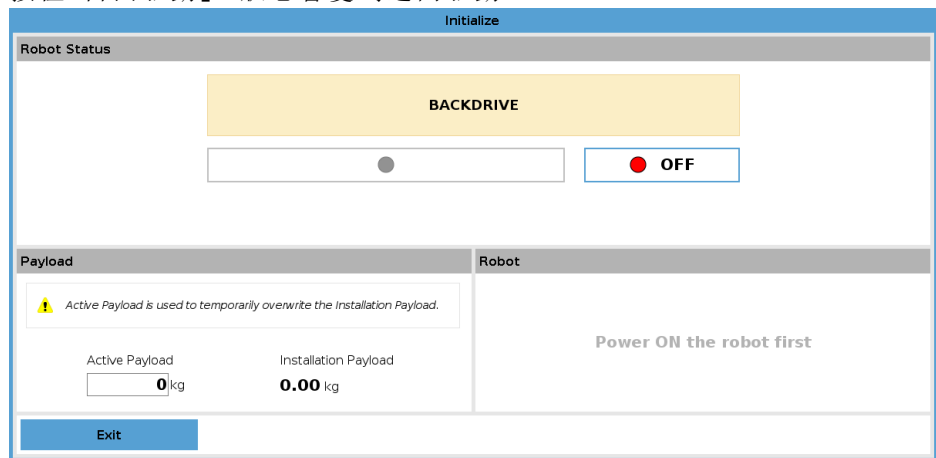 Initialize
Robot Status
BACKDRIVE
OFF
Payload
Robot
Active Payload is used to temporarily overwrite the Installation Payload.
Power ON the robot first
Active Payload
Installation Payload
0 kg
0.00 kg
Exit